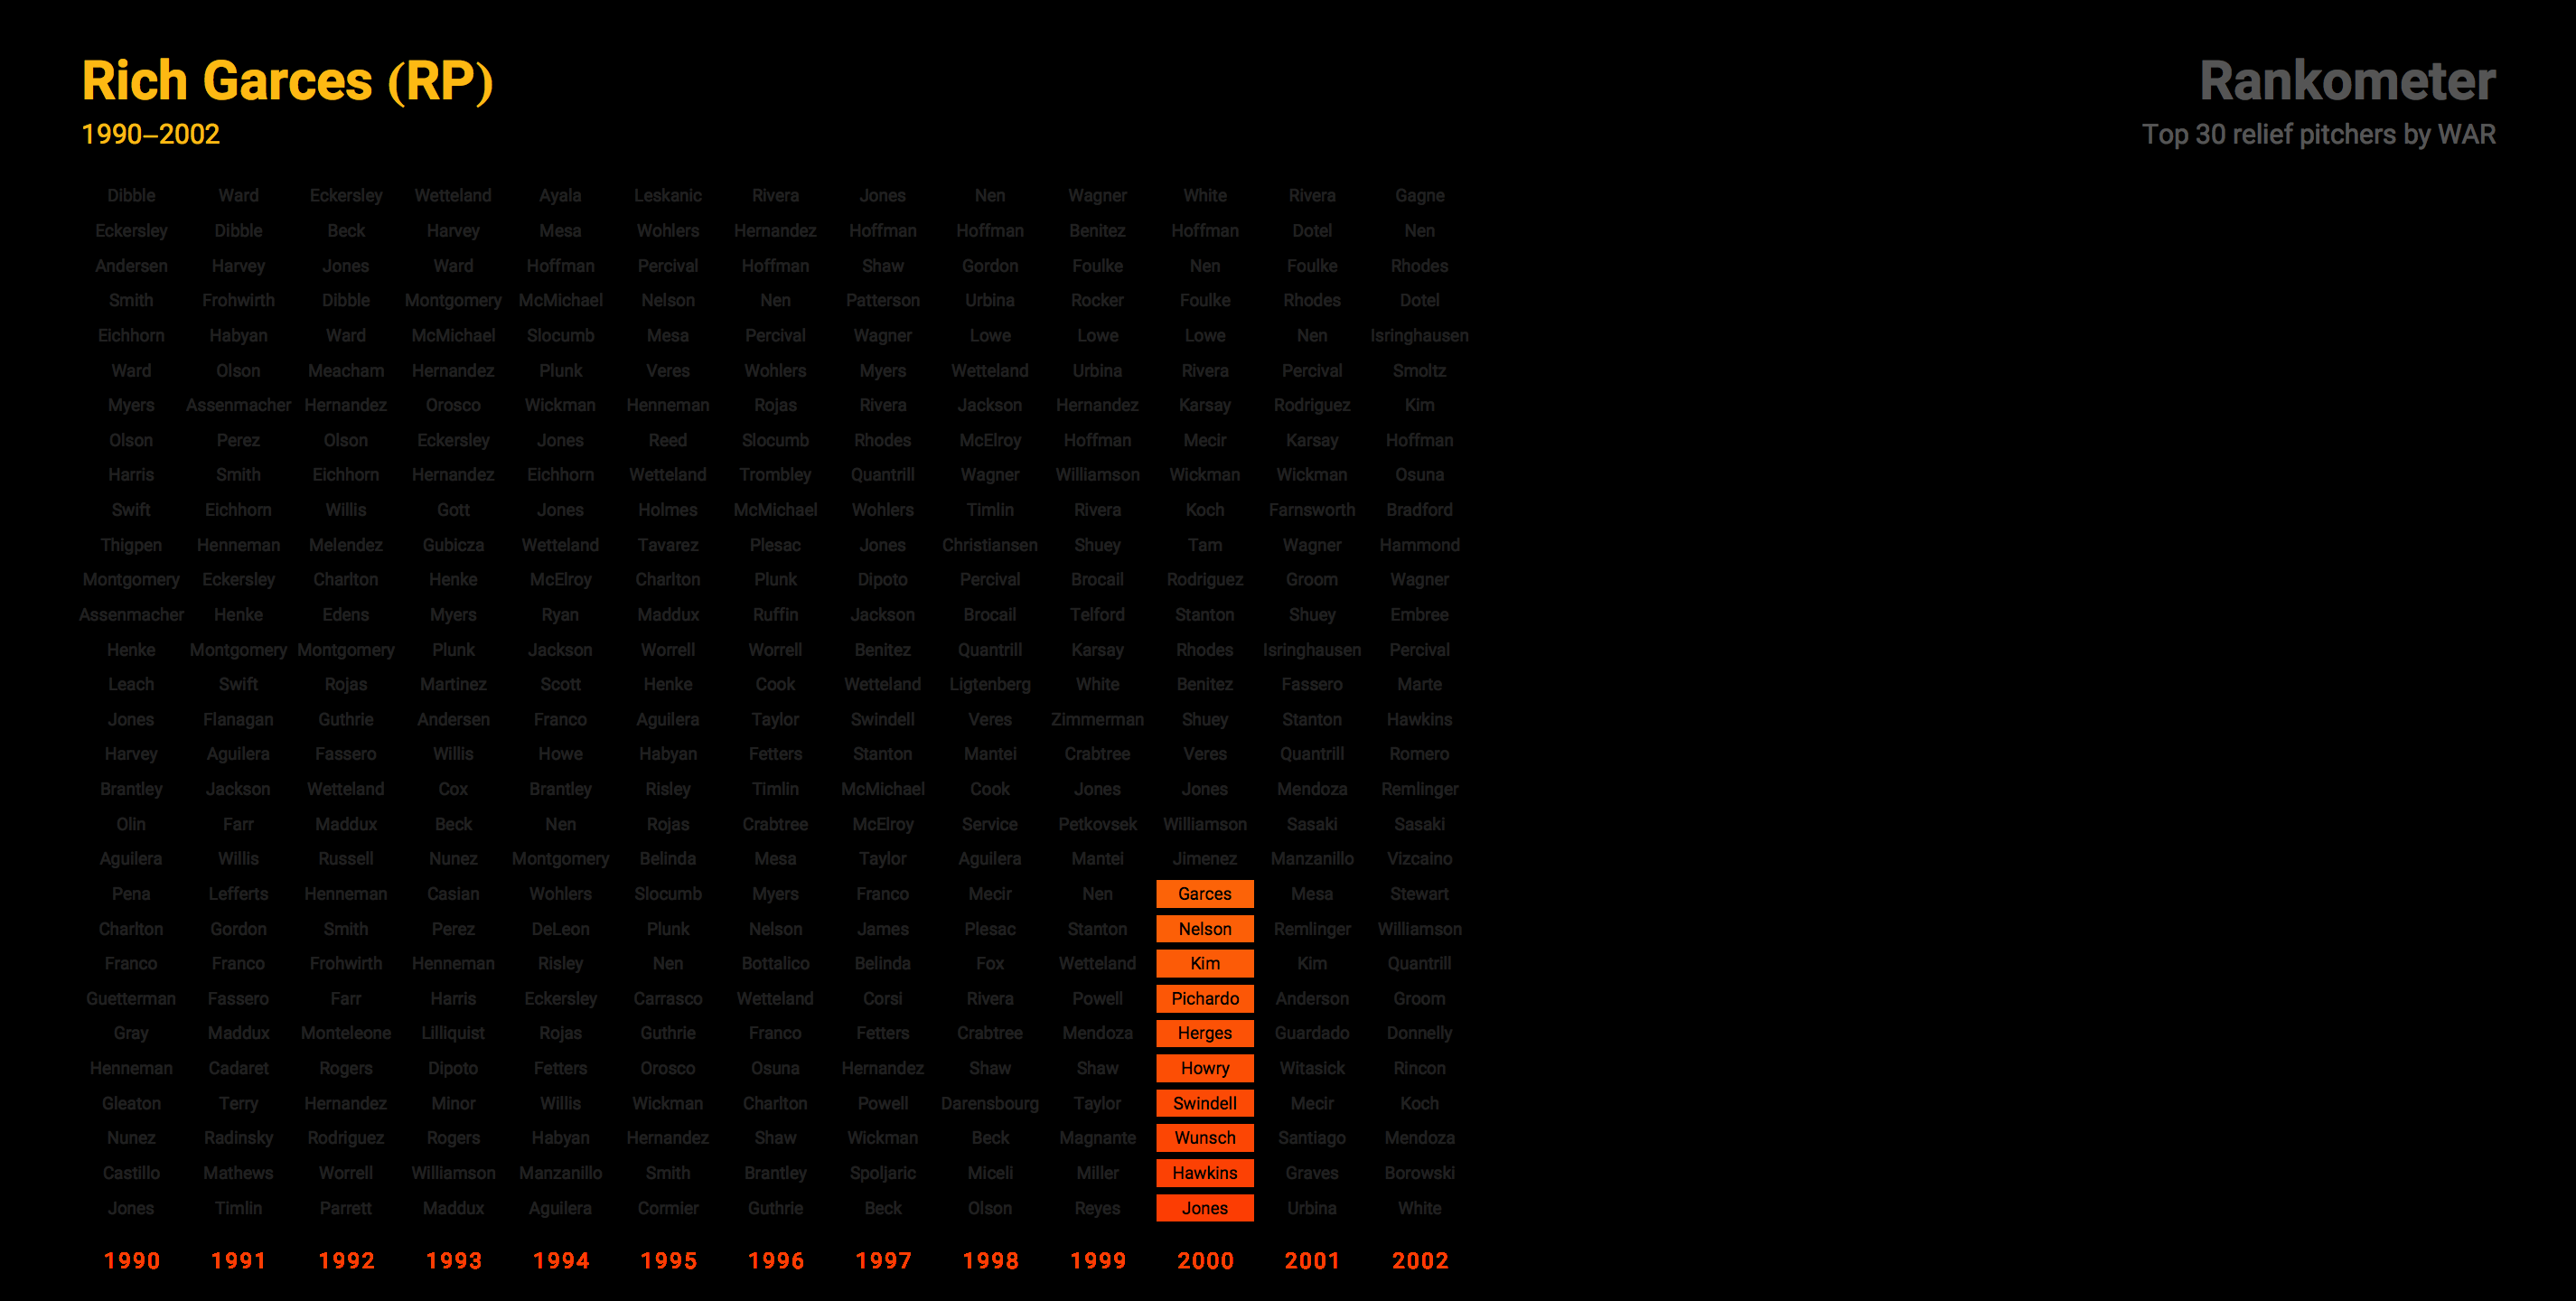 Rich Garces (RP)
1990–2002
Rankometer
Top 30 relief pitchers by WAR
Dibble Ward Eckersley Wetteland Ayala Leskanic Rivera Jones Nen Wagner White Rivera Gagne
Eckersley Dibble Beck Harvey Mesa Wohlers Hernandez Hoffman Hoffman Benitez Hoffman Dotel Nen
Andersen Harvey Jones Ward Hoffman Percival Hoffman Shaw Gordon Foulke Nen Foulke Rhodes
Smith Frohwirth Dibble Montgomery McMichael Nelson Nen Patterson Urbina Rocker Foulke Rhodes Dotel
Eichhorn Habyan Ward McMichael Slocumb Mesa Percival Wagner Lowe Lowe Lowe Nen Isringhausen
Ward Olson Meacham Hernandez Plunk Veres Wohlers Myers Wetteland Urbina Rivera Percival Smoltz
Myers Assenmacher Hernandez Orosco Wickman Henneman Rojas Rivera Jackson Hernandez Karsay Rodriguez Kim
Olson Perez Olson Eckersley Jones Reed Slocumb Rhodes McElroy Hoffman Mecir Karsay Hoffman
Harris Smith Eichhorn Hernandez Eichhorn Wetteland Trombley Quantrill Wagner Williamson Wickman Wickman Osuna
Swift Eichhorn Willis Gott Jones Holmes McMichael Wohlers Timlin Rivera Koch Farnsworth Bradford
Thigpen Henneman Melendez Gubicza Wetteland Tavarez Plesac Jones Christiansen Shuey Tam Wagner Hammond
Montgomery Eckersley Charlton Henke McElroy Charlton Plunk Dipoto Percival Brocail Rodriguez Groom Wagner
Assenmacher Henke Edens Myers Ryan Maddux Ruffin Jackson Brocail Telford Stanton Shuey Embree
Henke Montgomery Montgomery Plunk Jackson Worrell Worrell Benitez Quantrill Karsay Rhodes Isringhausen Percival
Leach Swift Rojas Martinez Scott Henke Cook Wetteland Ligtenberg White Benitez Fassero Marte
Jones Flanagan Guthrie Andersen Franco Aguilera Taylor Swindell Veres Zimmerman Shuey Stanton Hawkins
Harvey Aguilera Fassero Willis Howe Habyan Fetters Stanton Mantei Crabtree Veres Quantrill Romero
Brantley Jackson Wetteland Cox Brantley Risley Timlin McMichael Cook Jones Jones Mendoza Remlinger
Olin Farr Maddux Beck Nen Rojas Crabtree McElroy Service Petkovsek Williamson Sasaki Sasaki
Aguilera Willis Russell Nunez Montgomery Belinda Mesa Taylor Aguilera Mantei Jimenez Manzanillo Vizcaino
Pena Lefferts Henneman Casian Wohlers Slocumb Myers Franco Mecir Nen Garces Mesa Stewart
Charlton Gordon Smith Perez DeLeon Plunk Nelson James Plesac Stanton Nelson Remlinger Williamson
Franco Franco Frohwirth Henneman Risley Nen Bottalico Belinda Fox Wetteland Kim Kim Quantrill
Guetterman Fassero Farr Harris Eckersley Carrasco Wetteland Corsi Rivera Powell Pichardo Anderson Groom
Gray Maddux Monteleone Lilliquist Rojas Guthrie Franco Fetters Crabtree Mendoza Herges Guardado Donnelly
Henneman Cadaret Rogers Dipoto Fetters Orosco Osuna Hernandez Shaw Shaw Howry Witasick Rincon
Gleaton Terry Hernandez Minor Willis Wickman Charlton Powell Darensbourg Taylor Swindell Mecir Koch
Nunez Radinsky Rodriguez Rogers Habyan Hernandez Shaw Wickman Beck Magnante Wunsch Santiago Mendoza
Castillo Mathews Worrell Williamson Manzanillo Smith Brantley Spoljaric Miceli Miller Hawkins Graves Borowski
Jones Timlin Parrett Maddux Aguilera Cormier Guthrie Beck Olson Reyes Jones Urbina White
1990 1991 1992 1993 1994 1995 1996 1997 1998 1999 2000 2001 2002